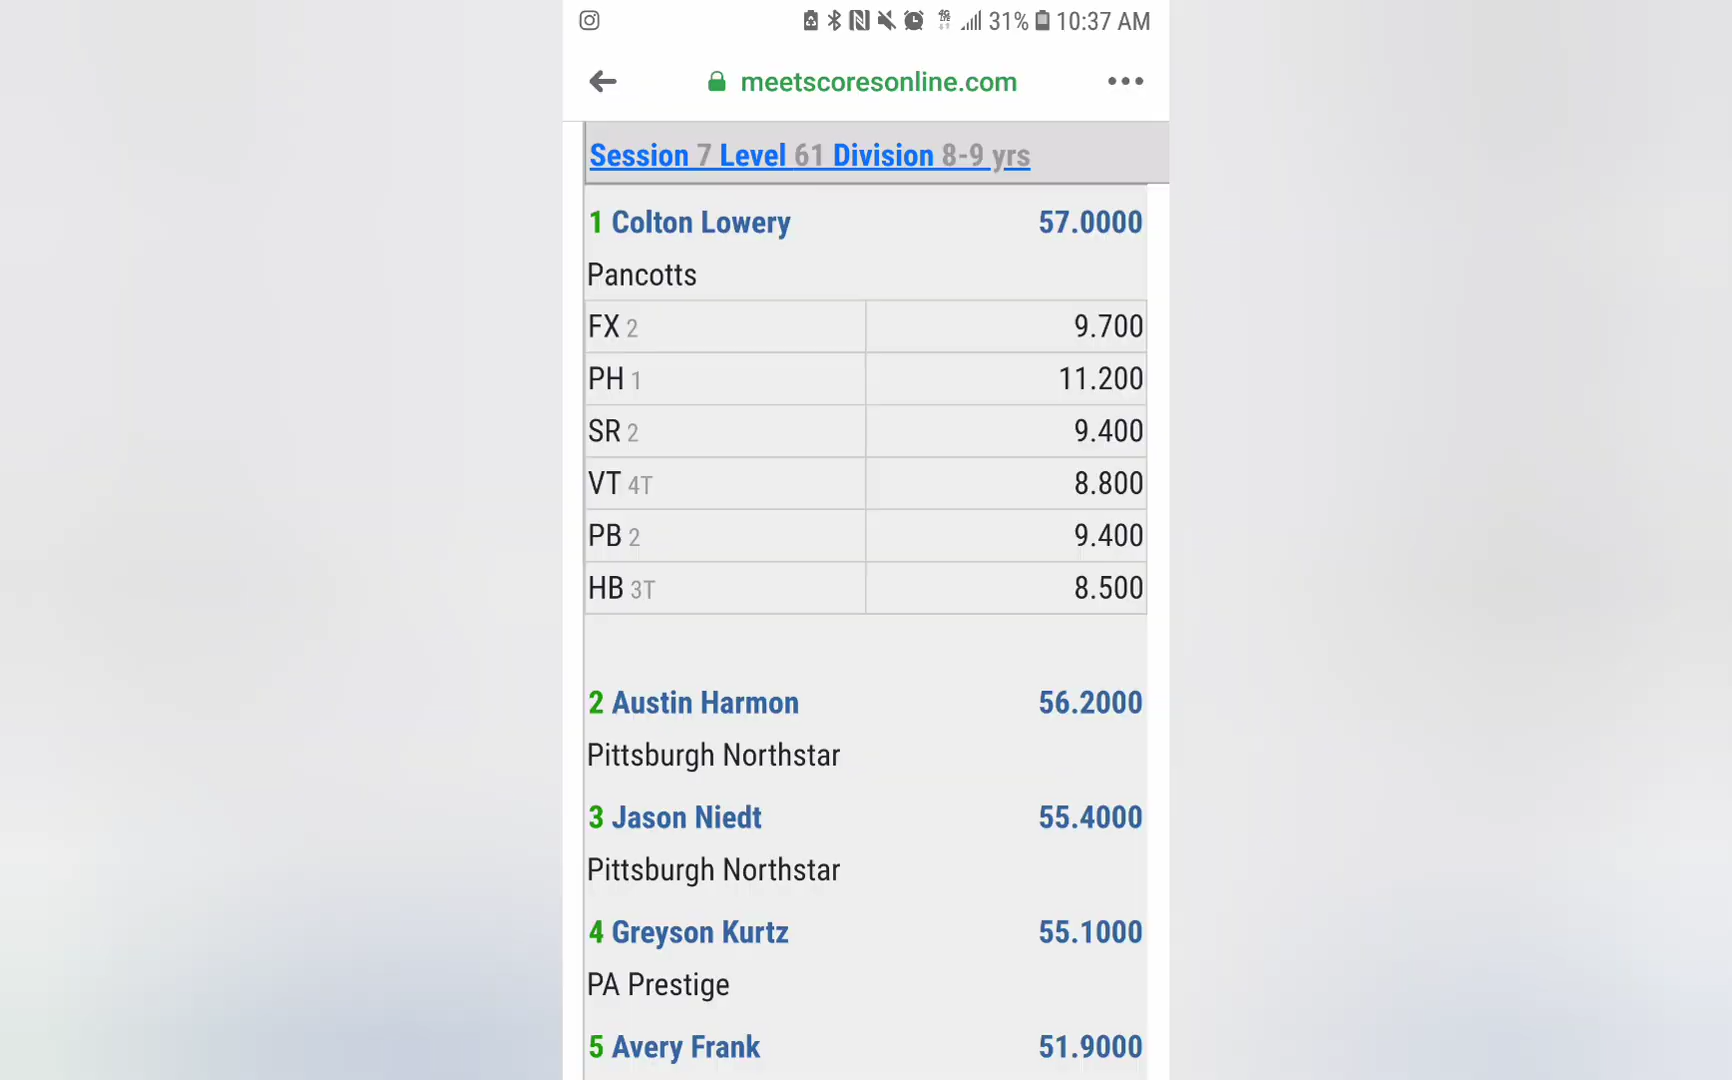 31% 10:37 AM
meetscoresonline.com
Session 7 Level 61 Division 8-9 yrs
1 Colton Lowery 57.0000
Pancotts
FX 2 9.700
PH 1 11.200
SR 2 9.400
VT 4T 8.800
PB 2 9.400
HB 3T 8.500
2 Austin Harmon 56.2000
Pittsburgh Northstar
3 Jason Niedt 55.4000
Pittsburgh Northstar
4 Greyson Kurtz 55.1000
PA Prestige
5 Avery Frank 51.9000